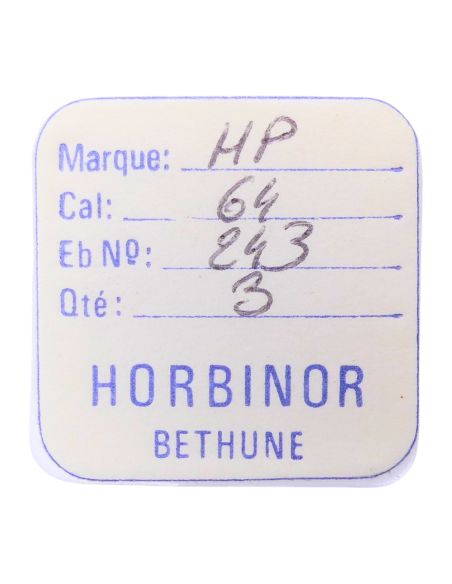 Marque: HP
Cal: 64
Eb Nº: 243
Qté: 3
HORBINOR
BETHUNE